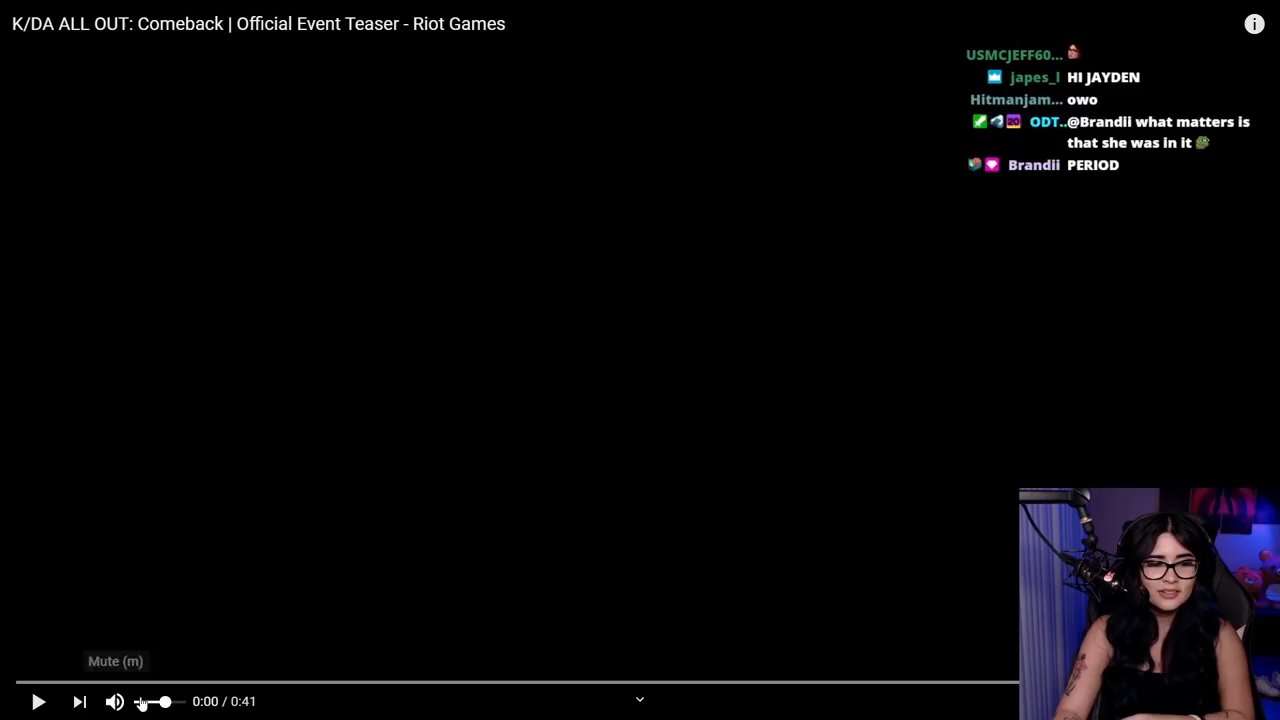 K/DA ALL OUT: Comeback | Official Event Teaser - Riot Games
USMCJEFF60...
japes_l HI JAYDEN
Hitmanjam... owo
20 ODT.. @Brandii what matters is
that she was in it
Brandii PERIOD
Mute (m)
0:00 / 0:41